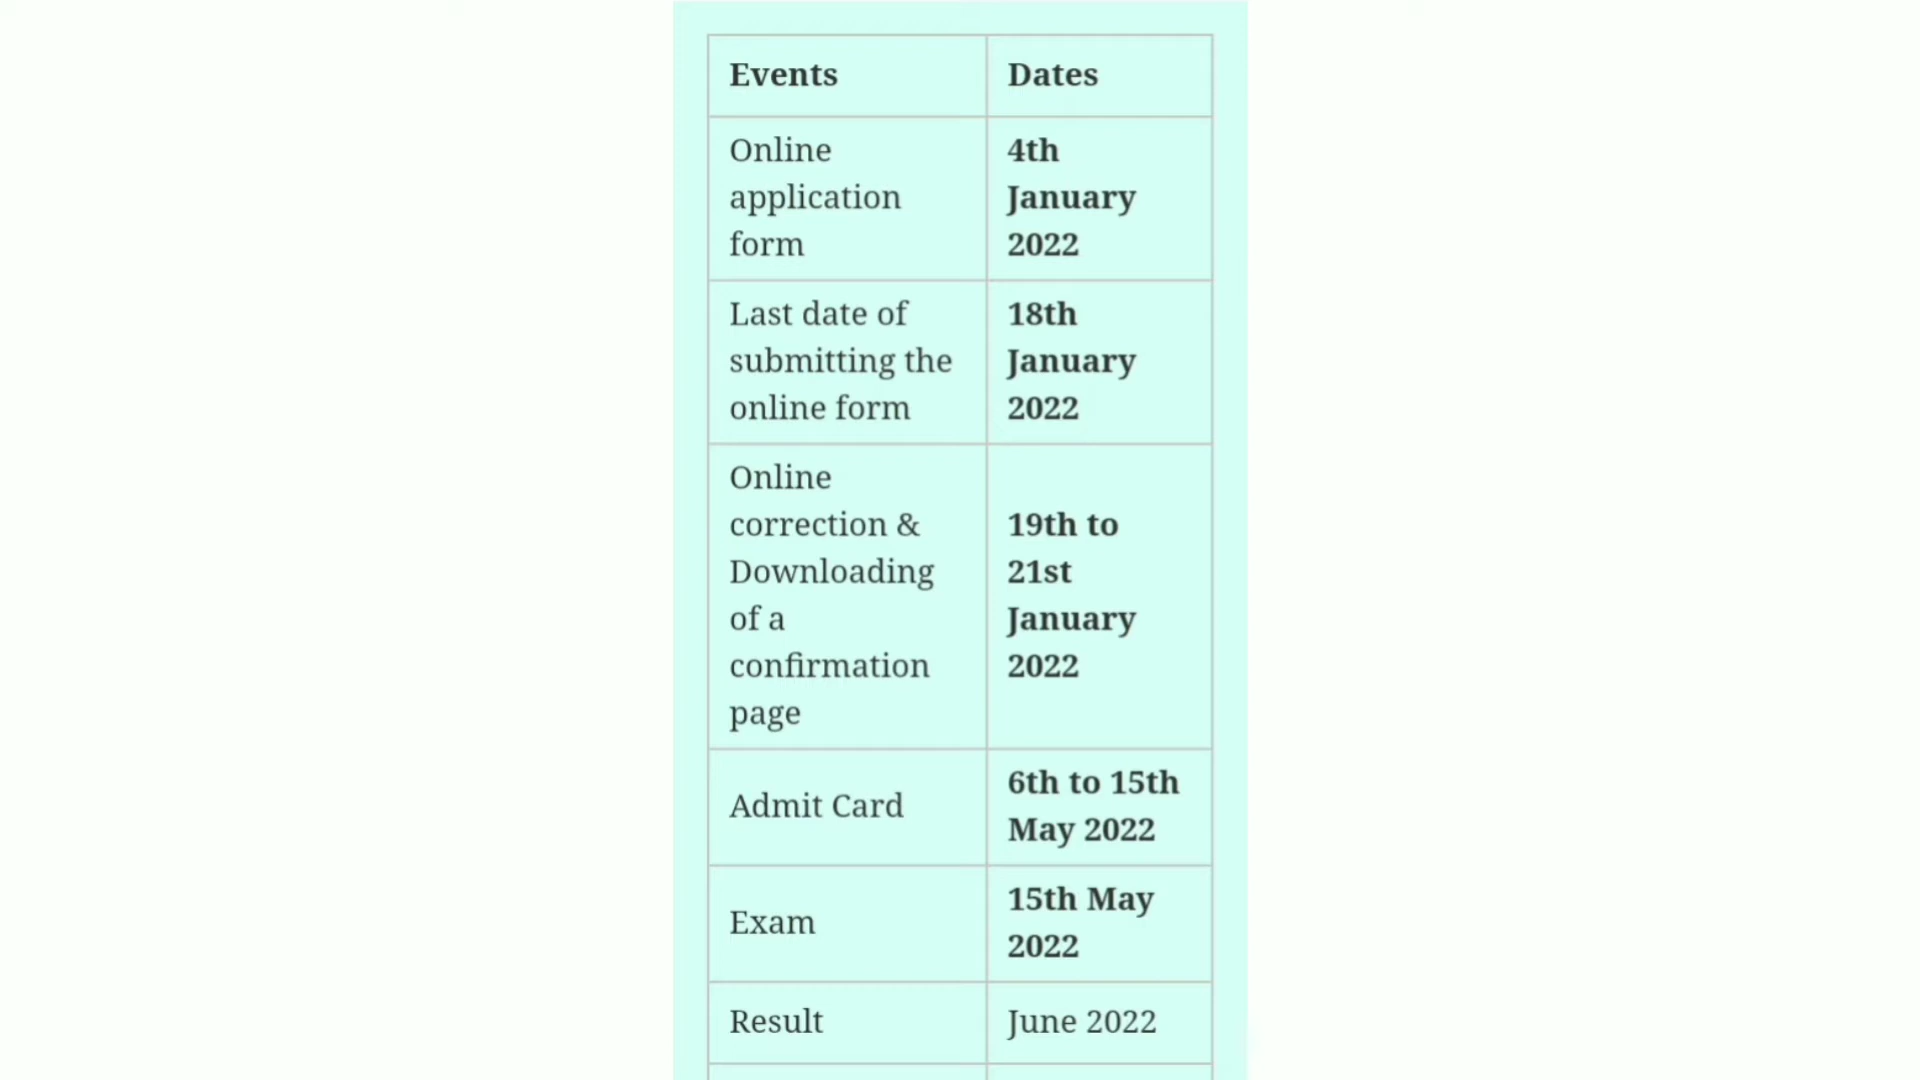 Events
Dates
Online
application
form
4th
January
2022
Last date of
submitting the
online form
18th
January
2022
Online
correction &
Downloading
of a
confirmation
page
19th to
21st
January
2022
Admit Card
6th to 15th
May 2022
Exam
15th May
2022
Result
June 2022